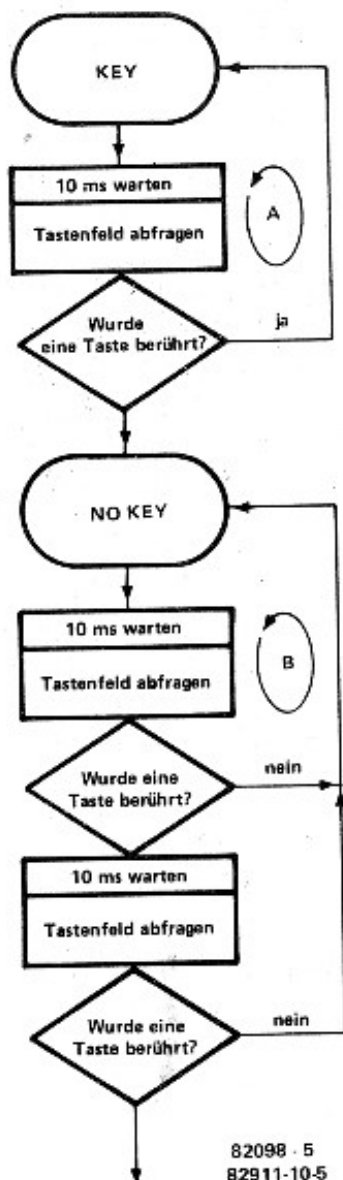 KEY
10 ms warten
A
Tastenfeld abfragen
Wurde
eine Taste berührt?
ja
NO KEY
10 ms warten
B
Tastenfeld abfragen
Wurde eine
Taste berührt?
nein
10 ms warten
Tastenfeld abfragen
Wurde eine
Taste berührt?
nein
82098 - 5
82911-10-5